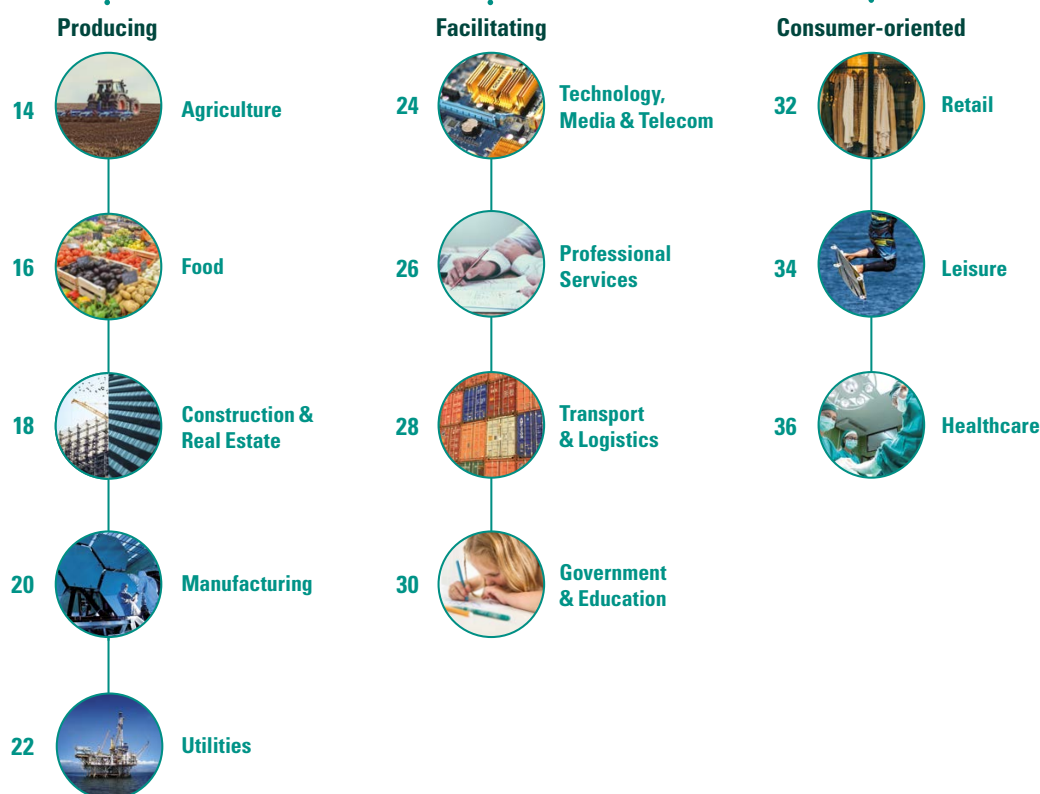 Producing
14
Agriculture
16
Food
18
Construction &
Real Estate
20
Manufacturing
22
Utilities
Facilitating
24
Technology,
Media & Telecom
26
Professional
Services
28
Transport
& Logistics
30
Government
& Education
Consumer-oriented
32
Retail
34
Leisure
36
Healthcare